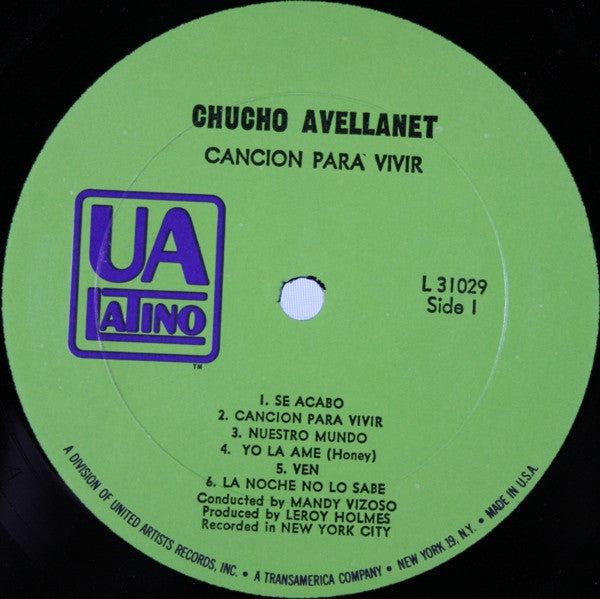 CHUCHO AVELLANET
CANCION PARA VIVIR
UA
LATINO
TM
L 31029
Side 1
1. SE ACABO
2. CANCION PARA VIVIR
3. NUESTRO MUNDO
4. YO LA AME (Honey)
5. VEN
6. LA NOCHE NO LO SABE
Conducted by MANDY VIZOSO
Produced by LEROY HOLMES
Recorded in NEW YORK CITY
A DIVISION OF UNITED ARTISTS RECORDS, INC. • A TRANSAMERICA COMPANY • NEW YORK 19, N.Y. • MADE IN U.S.A.